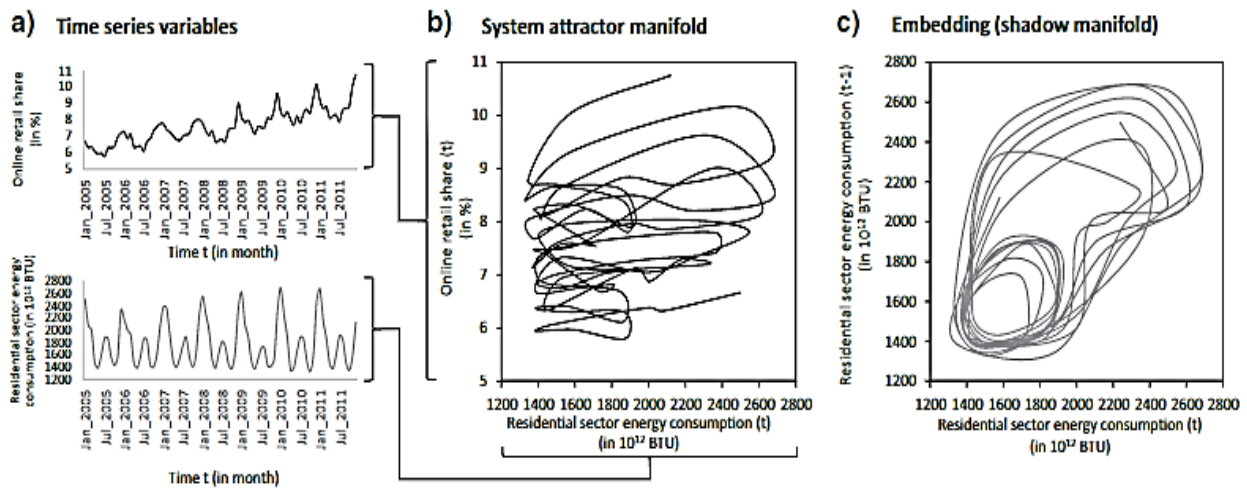 a) Time series variables
Online retail share
(in %)
11
10
9
8
7
6
5
Jan_2005
Jul_2005
Jan_2006
Jul_2006
Jan_2007
Jul_2007
Jan_2008
Jul_2008
Jan_2009
Jul_2009
Jan_2010
Jul_2010
Jan_2011
Jul_2011
Time t (in month)
Residential sector energy
consumption (in 10¹² BTU)
2800
2600
2400
2200
2000
1800
1600
1400
1200
Jan_2005
Jul_2005
Jan_2006
Jul_2006
Jan_2007
Jul_2007
Jan_2008
Jul_2008
Jan_2009
Jul_2009
Jan_2010
Jul_2010
Jan_2011
Jul_2011
Time t (in month)
b) System attractor manifold
Online retail share (t)
(in %)
11
10
9
8
7
6
5
1200 1400 1600 1800 2000 2200 2400 2600 2800
Residential sector energy consumption (t)
(in 10¹² BTU)
c) Embedding (shadow manifold)
Residential sector energy consumption (t-1)
(in 10¹² BTU)
2800
2600
2400
2200
2000
1800
1600
1400
1200
1200 1400 1600 1800 2000 2200 2400 2600 2800
Residential sector energy consumption (t)
(in 10¹² BTU)